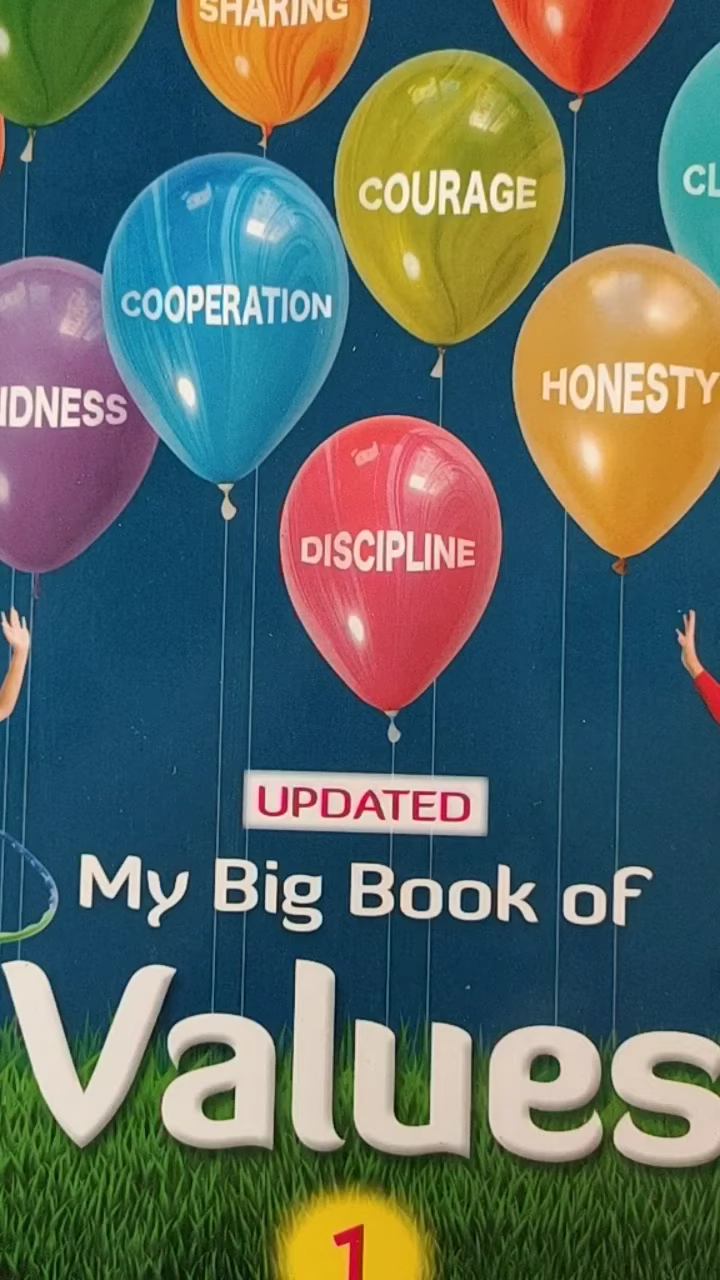 SHARING
COURAGE
CL
COOPERATION
HONESTY
IDNESS
DISCIPLINE
UPDATED
My Big Book of
Values
1